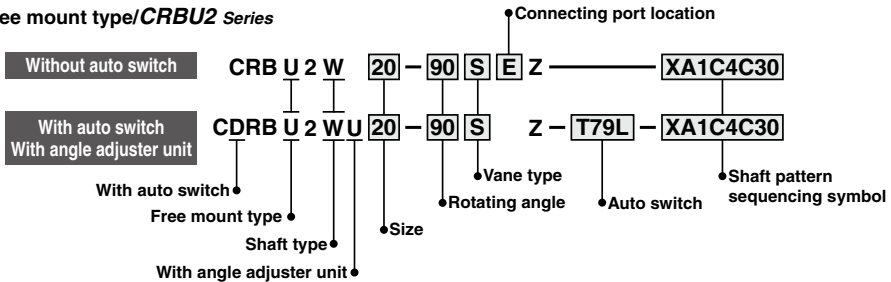 ee mount type/CRBU2 Series
Connecting port location
Without auto switch CRB U 2 W 20 – 90 S E Z XA1C4C30
With auto switch
With angle adjuster unit
CDRB U 2 W U 20 – 90 S Z – T79L – XA1C4C30
With auto switch
Free mount type
Shaft type
With angle adjuster unit
Size
Rotating angle
Vane type
Auto switch
Shaft pattern
sequencing symbol